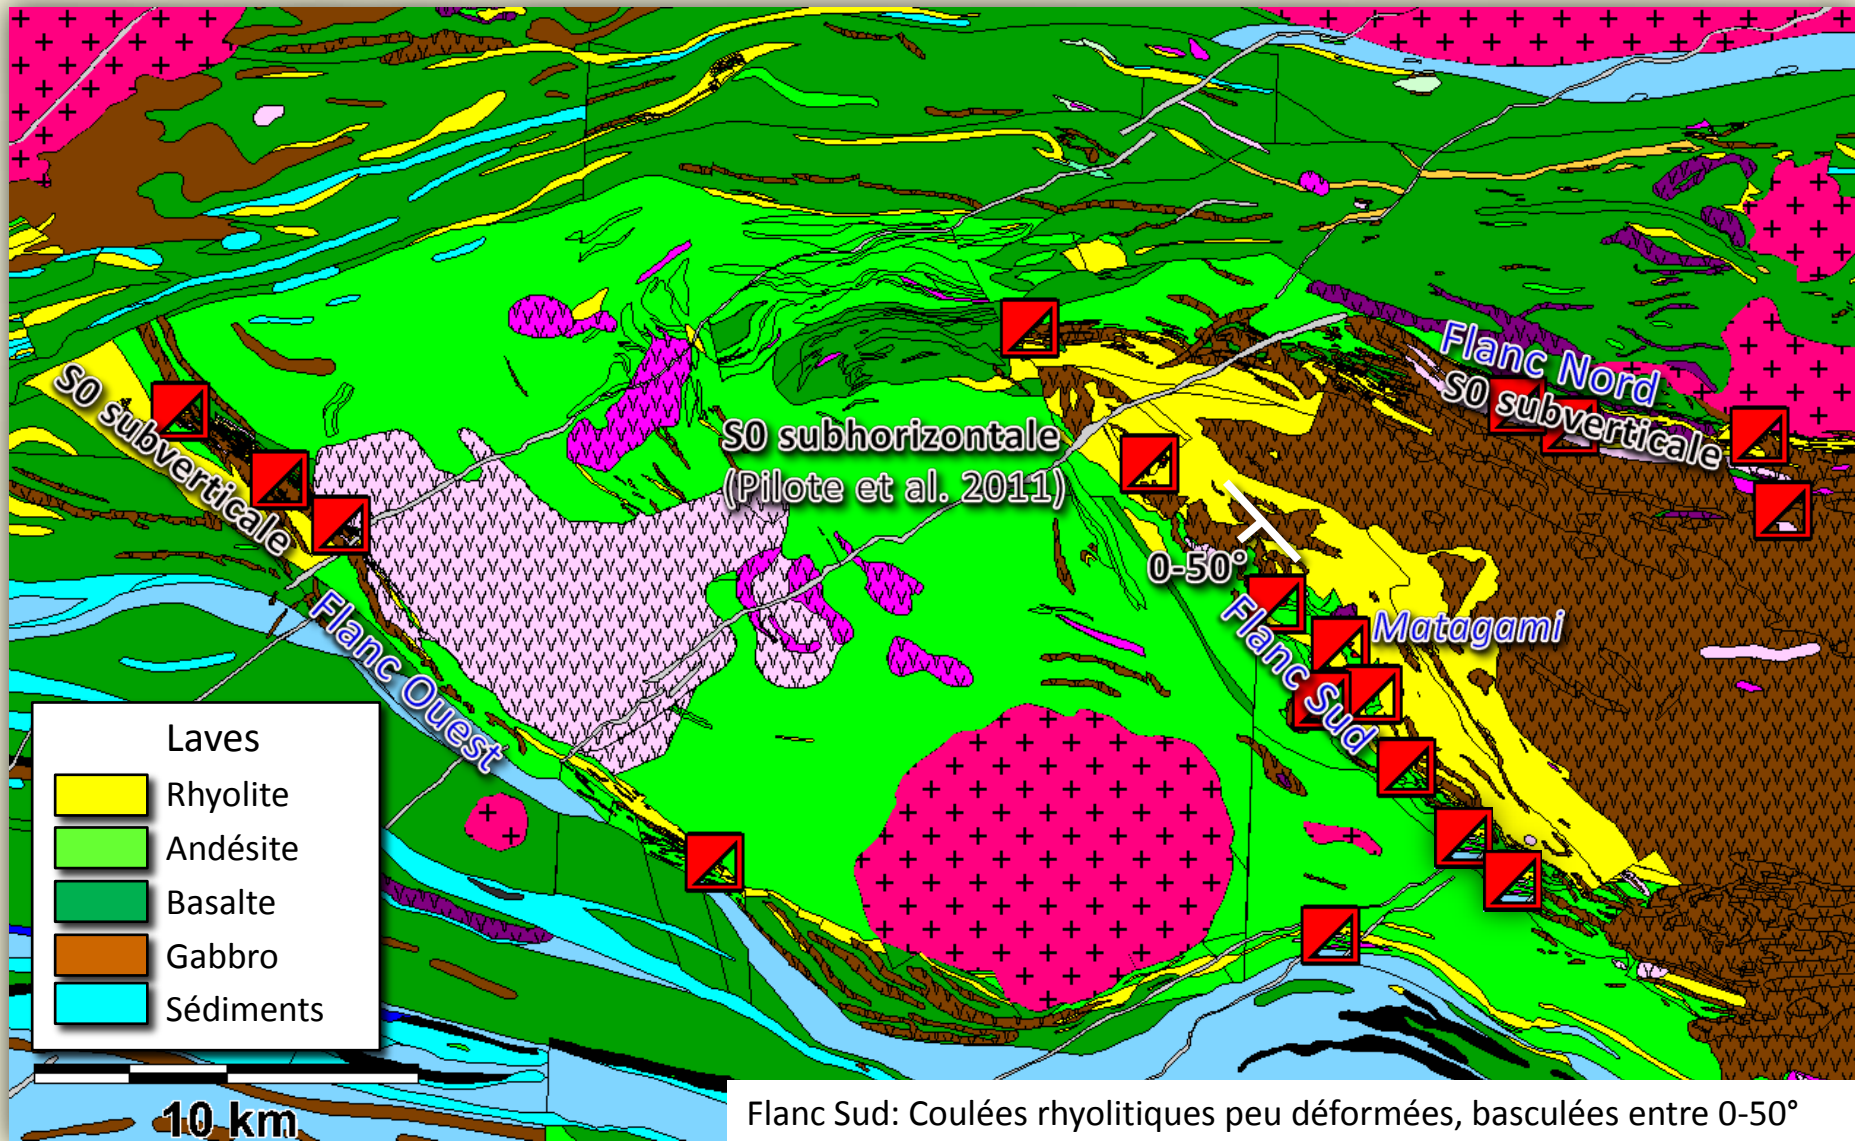 Flanc Nord
S0 subverticale
S0 subverticale
S0 subhorizontale
(Pilote et al. 2011)
0-50°
Flanc Sud
Matagami
Flanc Ouest
Laves
Rhyolite
Andésite
Basalte
Gabbro
Sédiments
10 km
Flanc Sud: Coulées rhyolitiques peu déformées, basculées entre 0-50°